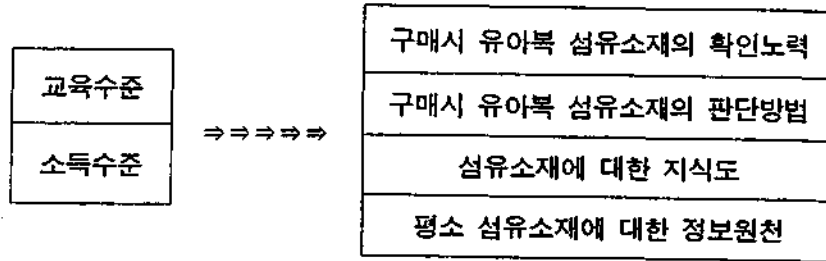 교육수준
소득수준
⇒⇒⇒⇒⇒
구매시 유아복 섬유소재의 확인노력
구매시 유아복 섬유소재의 판단방법
섬유소재에 대한 지식도
평소 섬유소재에 대한 정보원천